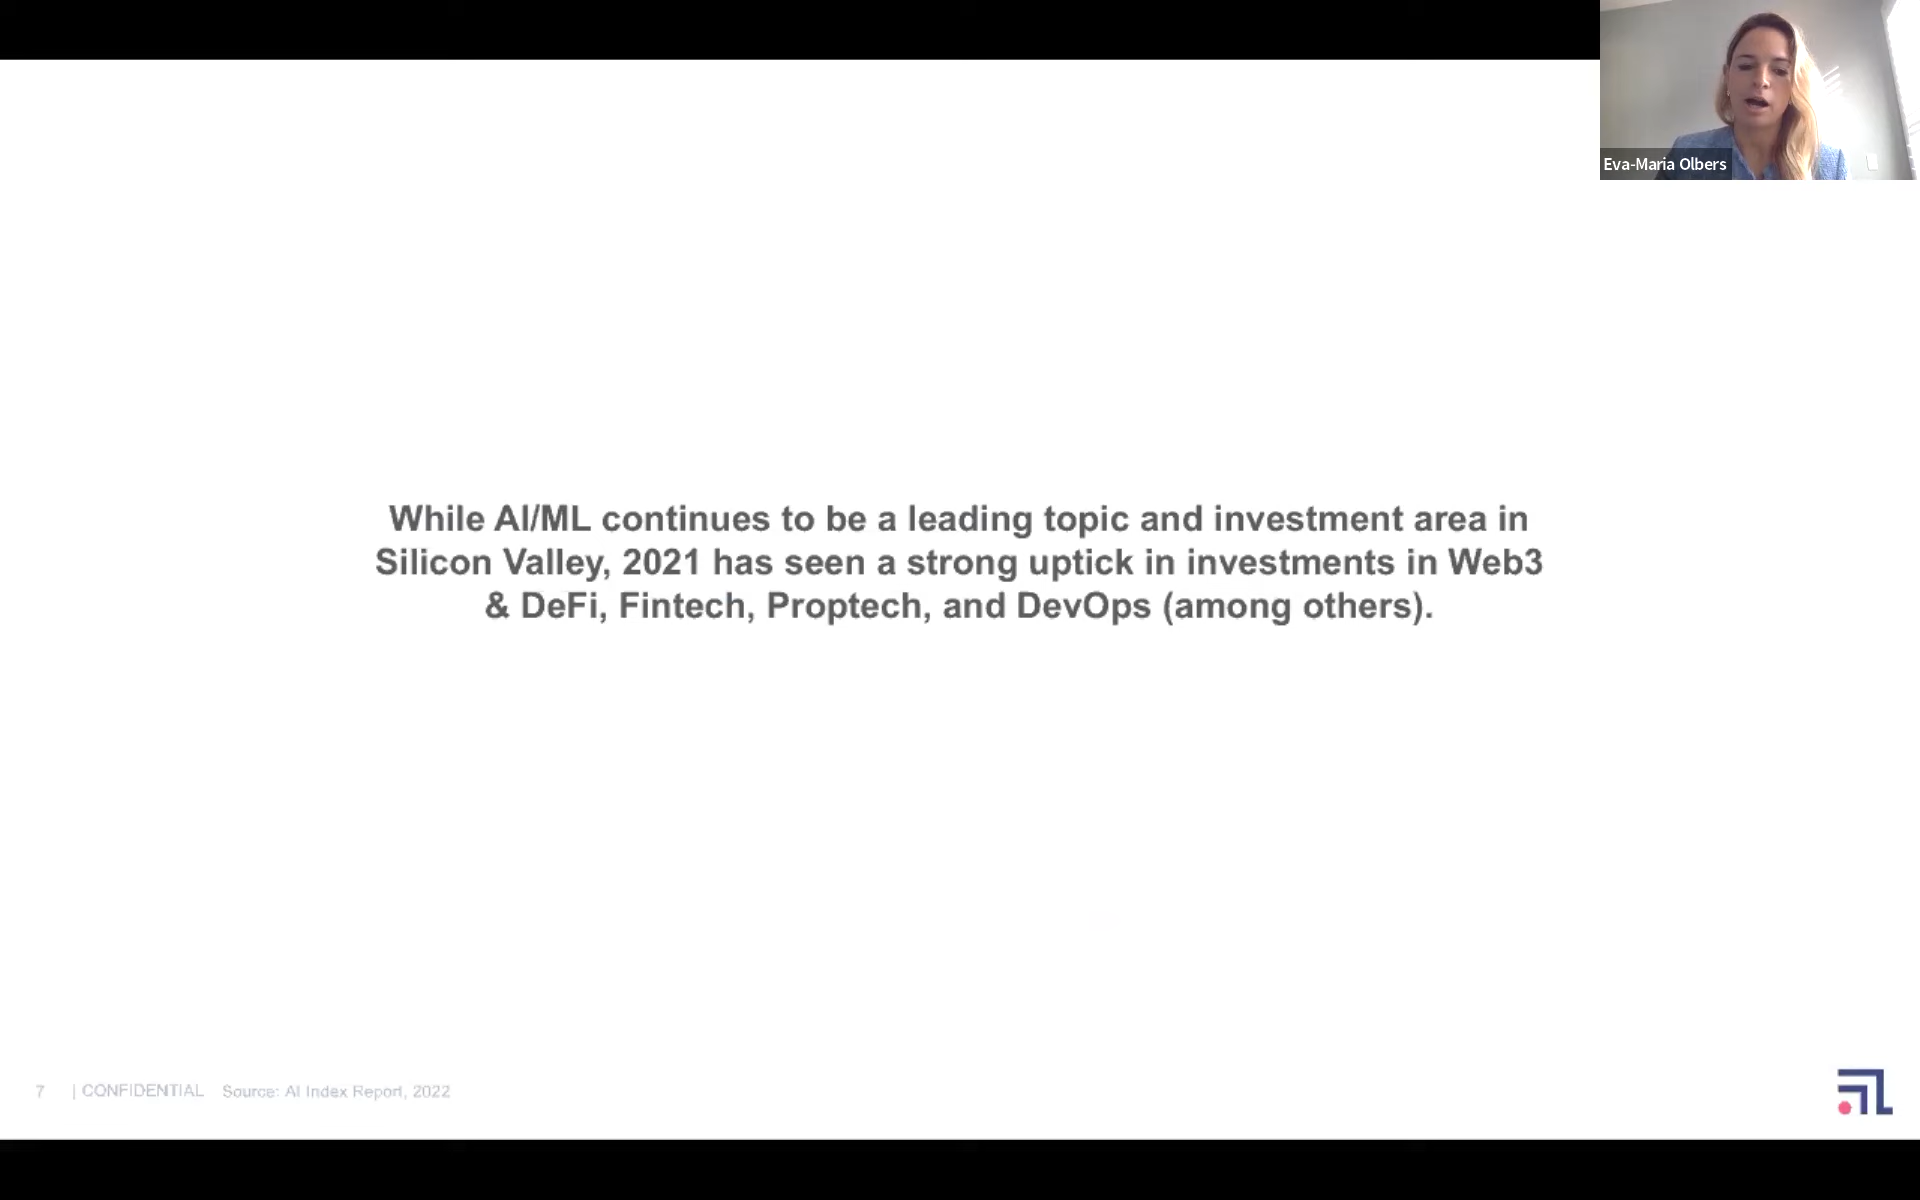 Eva-Maria Olbers
While AI/ML continues to be a leading topic and investment area in
Silicon Valley, 2021 has seen a strong uptick in investments in Web3
& DeFi, Fintech, Proptech, and DevOps (among others).
7 | CONFIDENTIAL Source: AI Index Report, 2022